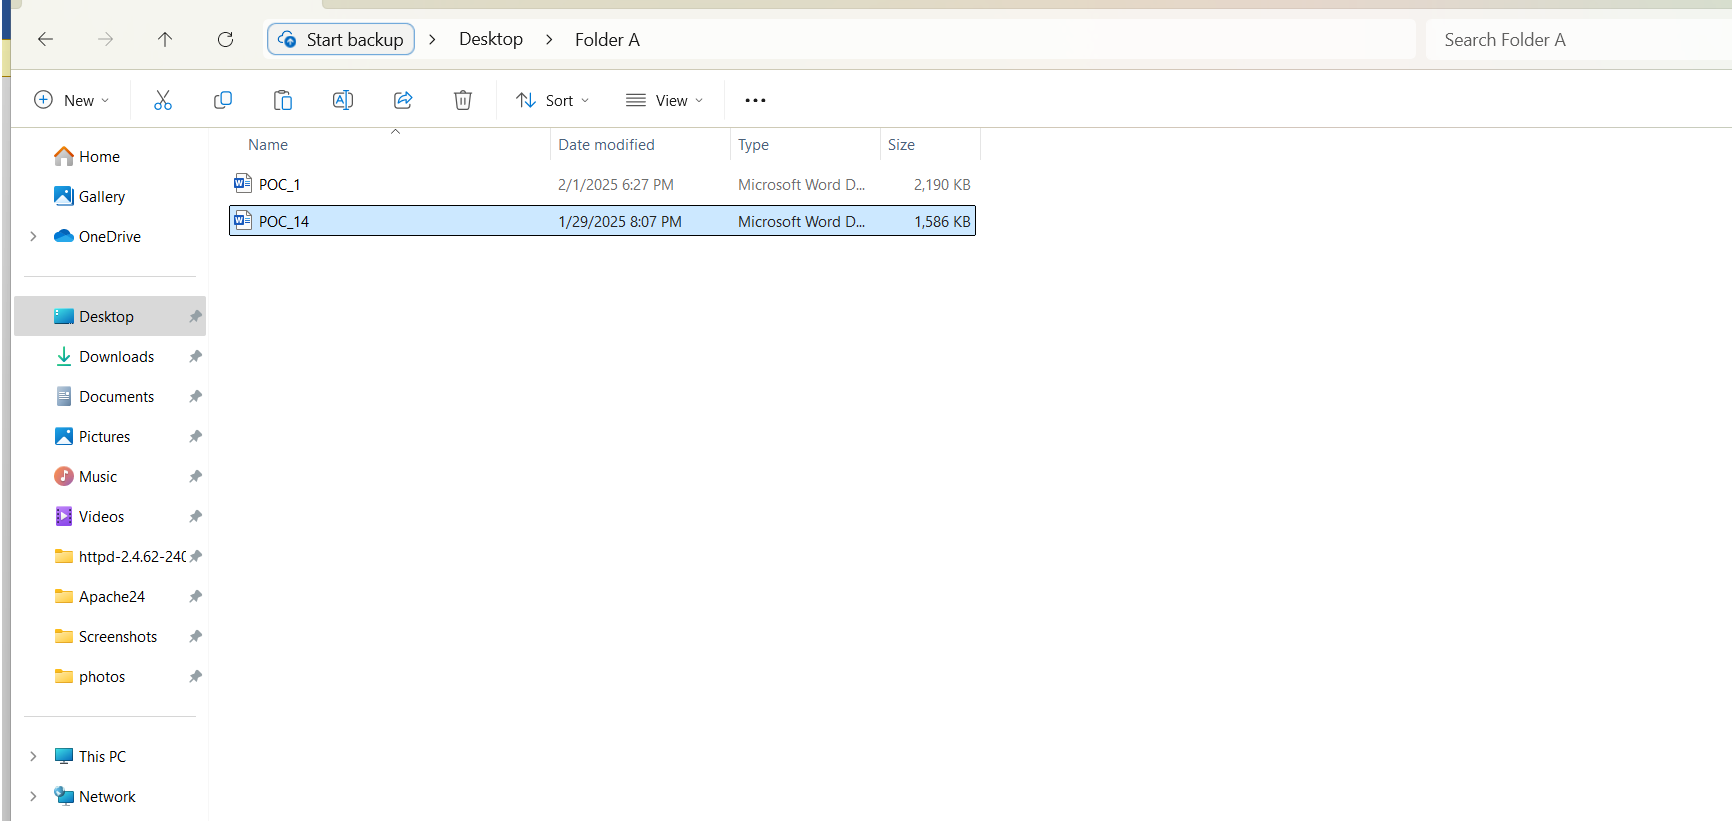 Start backup > Desktop > Folder A
Search Folder A
New
Sort
View
Name Date modified Type Size
POC_1 2/1/2025 6:27 PM Microsoft Word D... 2,190 KB
POC_14 1/29/2025 8:07 PM Microsoft Word D... 1,586 KB
Home
Gallery
OneDrive
Desktop
Downloads
Documents
Pictures
Music
Videos
httpd-2.4.62-240
Apache24
Screenshots
photos
This PC
Network